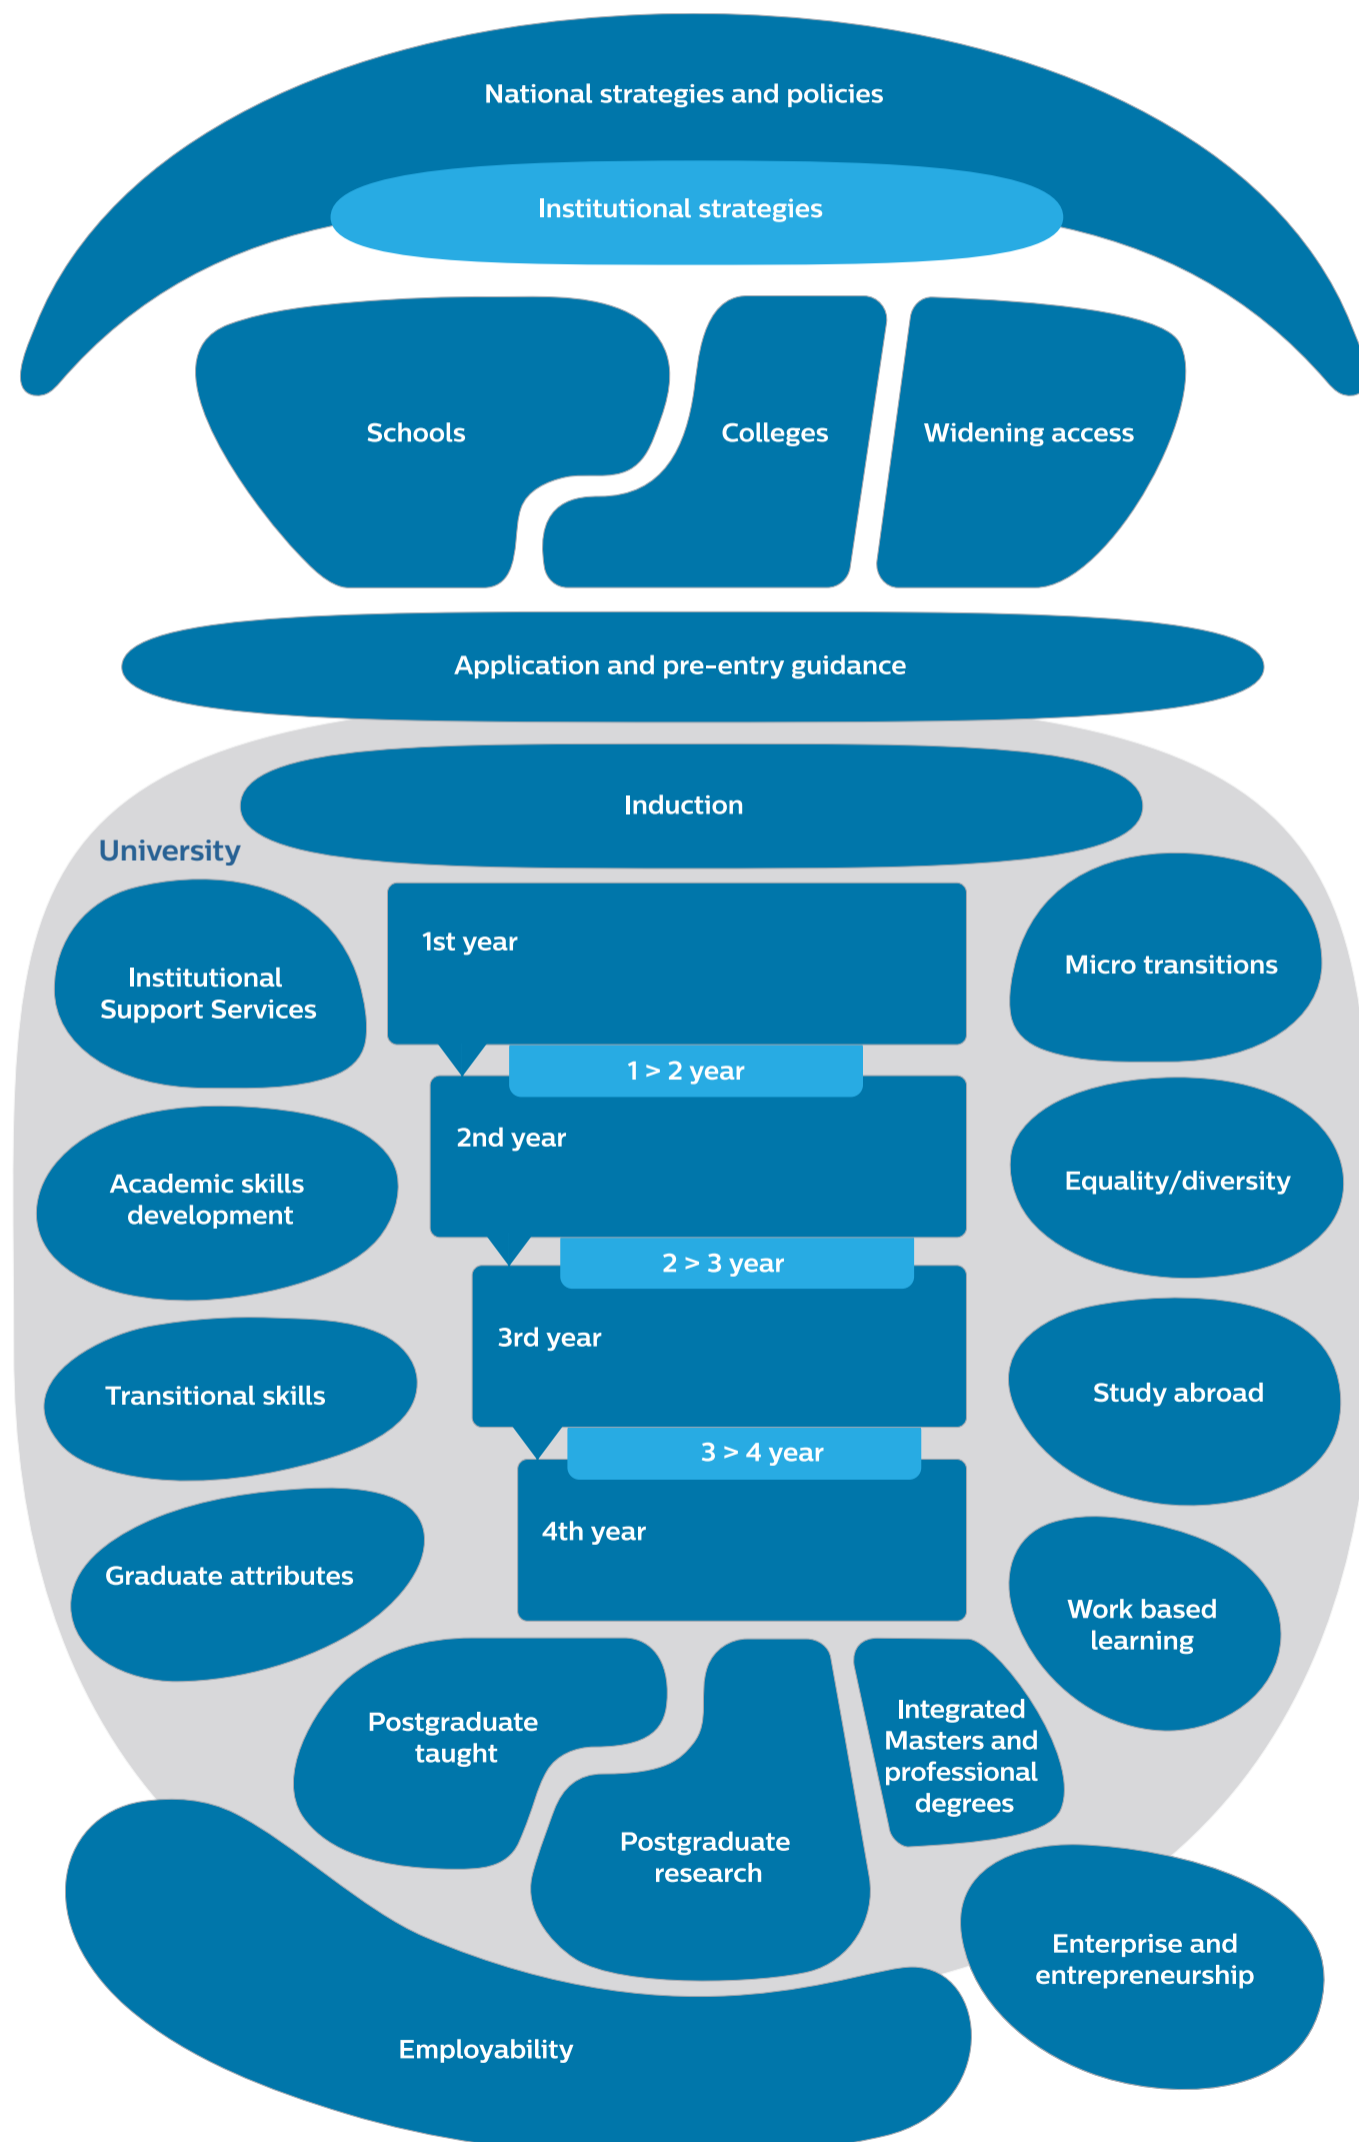 National strategies and policies
Institutional strategies
Schools
Colleges
Widening access
Application and pre-entry guidance
Induction
University
Institutional
Support Services
1st year
Micro transitions
1 > 2 year
2nd year
Academic skills
development
Equality/diversity
2 > 3 year
3rd year
Transitional skills
Study abroad
3 > 4 year
4th year
Graduate attributes
Work based
learning
Postgraduate
taught
Integrated
Masters and
professional
degrees
Postgraduate
research
Enterprise and
entrepreneurship
Employability